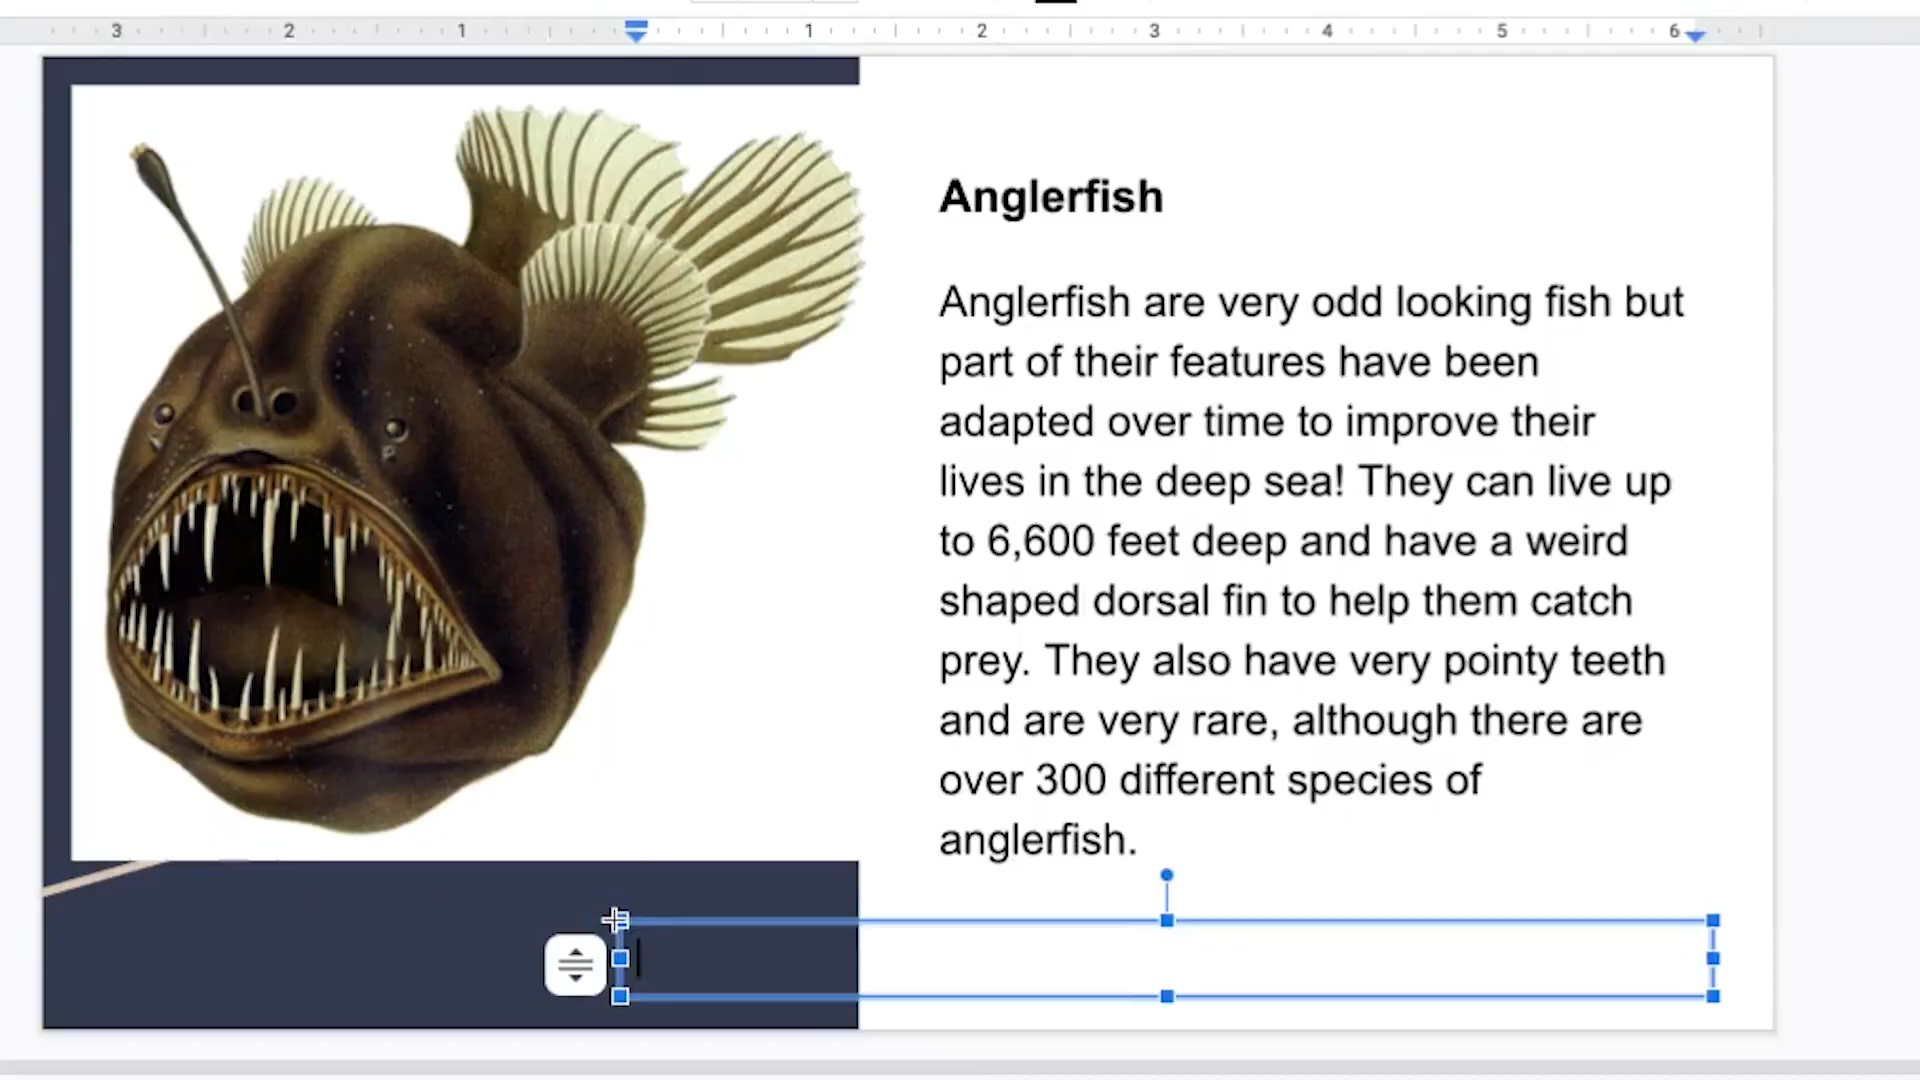 3 2 1 1 2 3 4 5 6
Anglerfish
Anglerfish are very odd looking fish but
part of their features have been
adapted over time to improve their
lives in the deep sea! They can live up
to 6,600 feet deep and have a weird
shaped dorsal fin to help them catch
prey. They also have very pointy teeth
and are very rare, although there are
over 300 different species of
anglerfish.